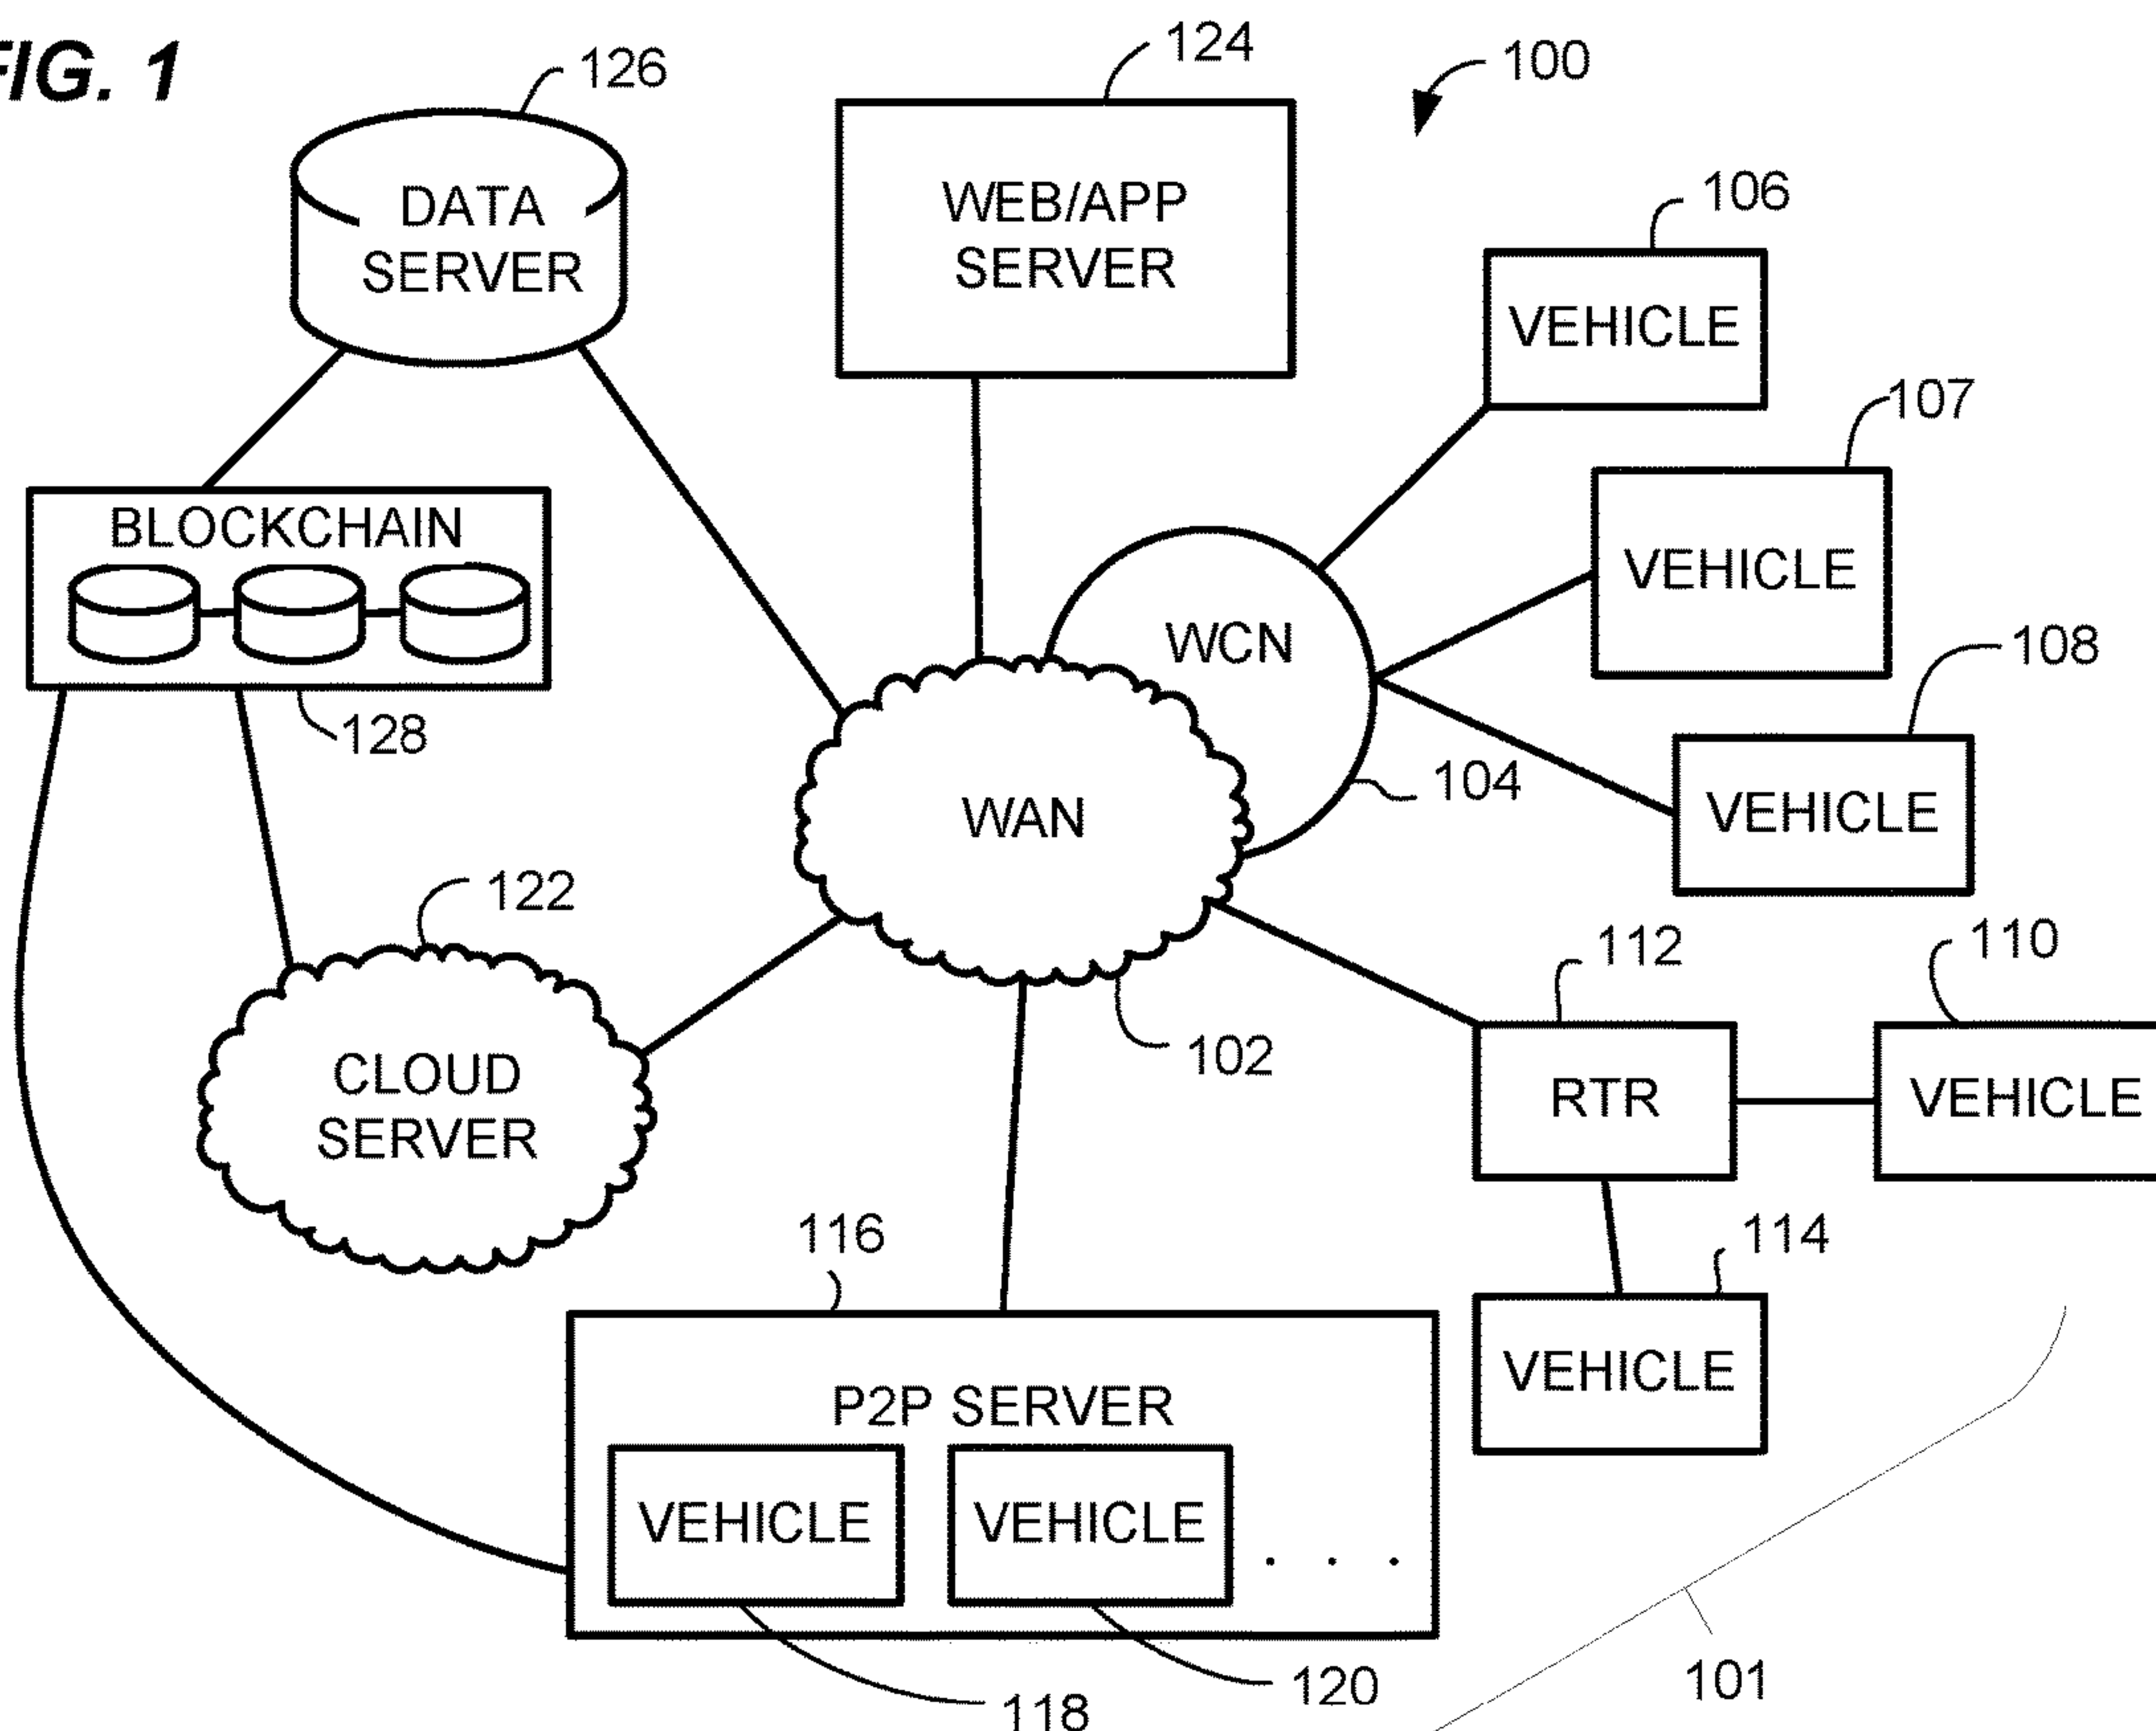 FIG. 1
126
124
100
DATA
SERVER
WEB/APP
SERVER
106
VEHICLE
107
VEHICLE
BLOCKCHAIN
128
WCN
108
VEHICLE
104
WAN
122
CLOUD
SERVER
102
112
110
RTR
VEHICLE
116
114
VEHICLE
P2P SERVER
VEHICLE
VEHICLE
. . .
118
120
101